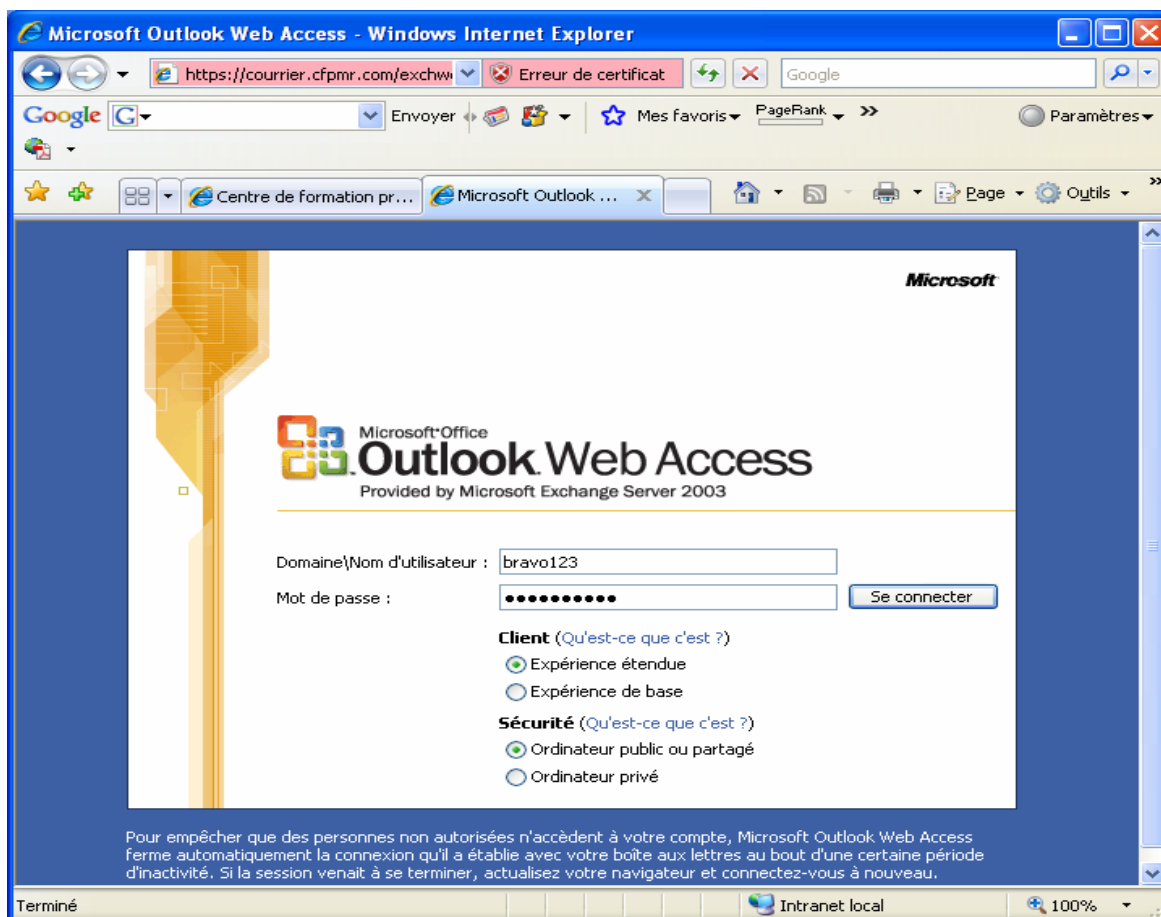 Microsoft Outlook Web Access - Windows Internet Explorer
https://courrier.cfpmr.com/exchw Erreur de certificat Google
Google G Envoyer Mes favoris PageRank » Paramètres
Centre de formation pr... Microsoft Outlook ... X Page Outils »
Microsoft
Microsoft Office
Outlook Web Access
Provided by Microsoft Exchange Server 2003
Domaine\Nom d'utilisateur : bravo123
Mot de passe : •••••••••• Se connecter
Client (Qu'est-ce que c'est ?)
Expérience étendue
Expérience de base
Sécurité (Qu'est-ce que c'est ?)
Ordinateur public ou partagé
Ordinateur privé
Pour empêcher que des personnes non autorisées n'accèdent à votre compte, Microsoft Outlook Web Access
ferme automatiquement la connexion qu'il a établie avec votre boîte aux lettres au bout d'une certaine période
d'inactivité. Si la session venait à se terminer, actualisez votre navigateur et connectez-vous à nouveau.
Terminé Intranet local 100%